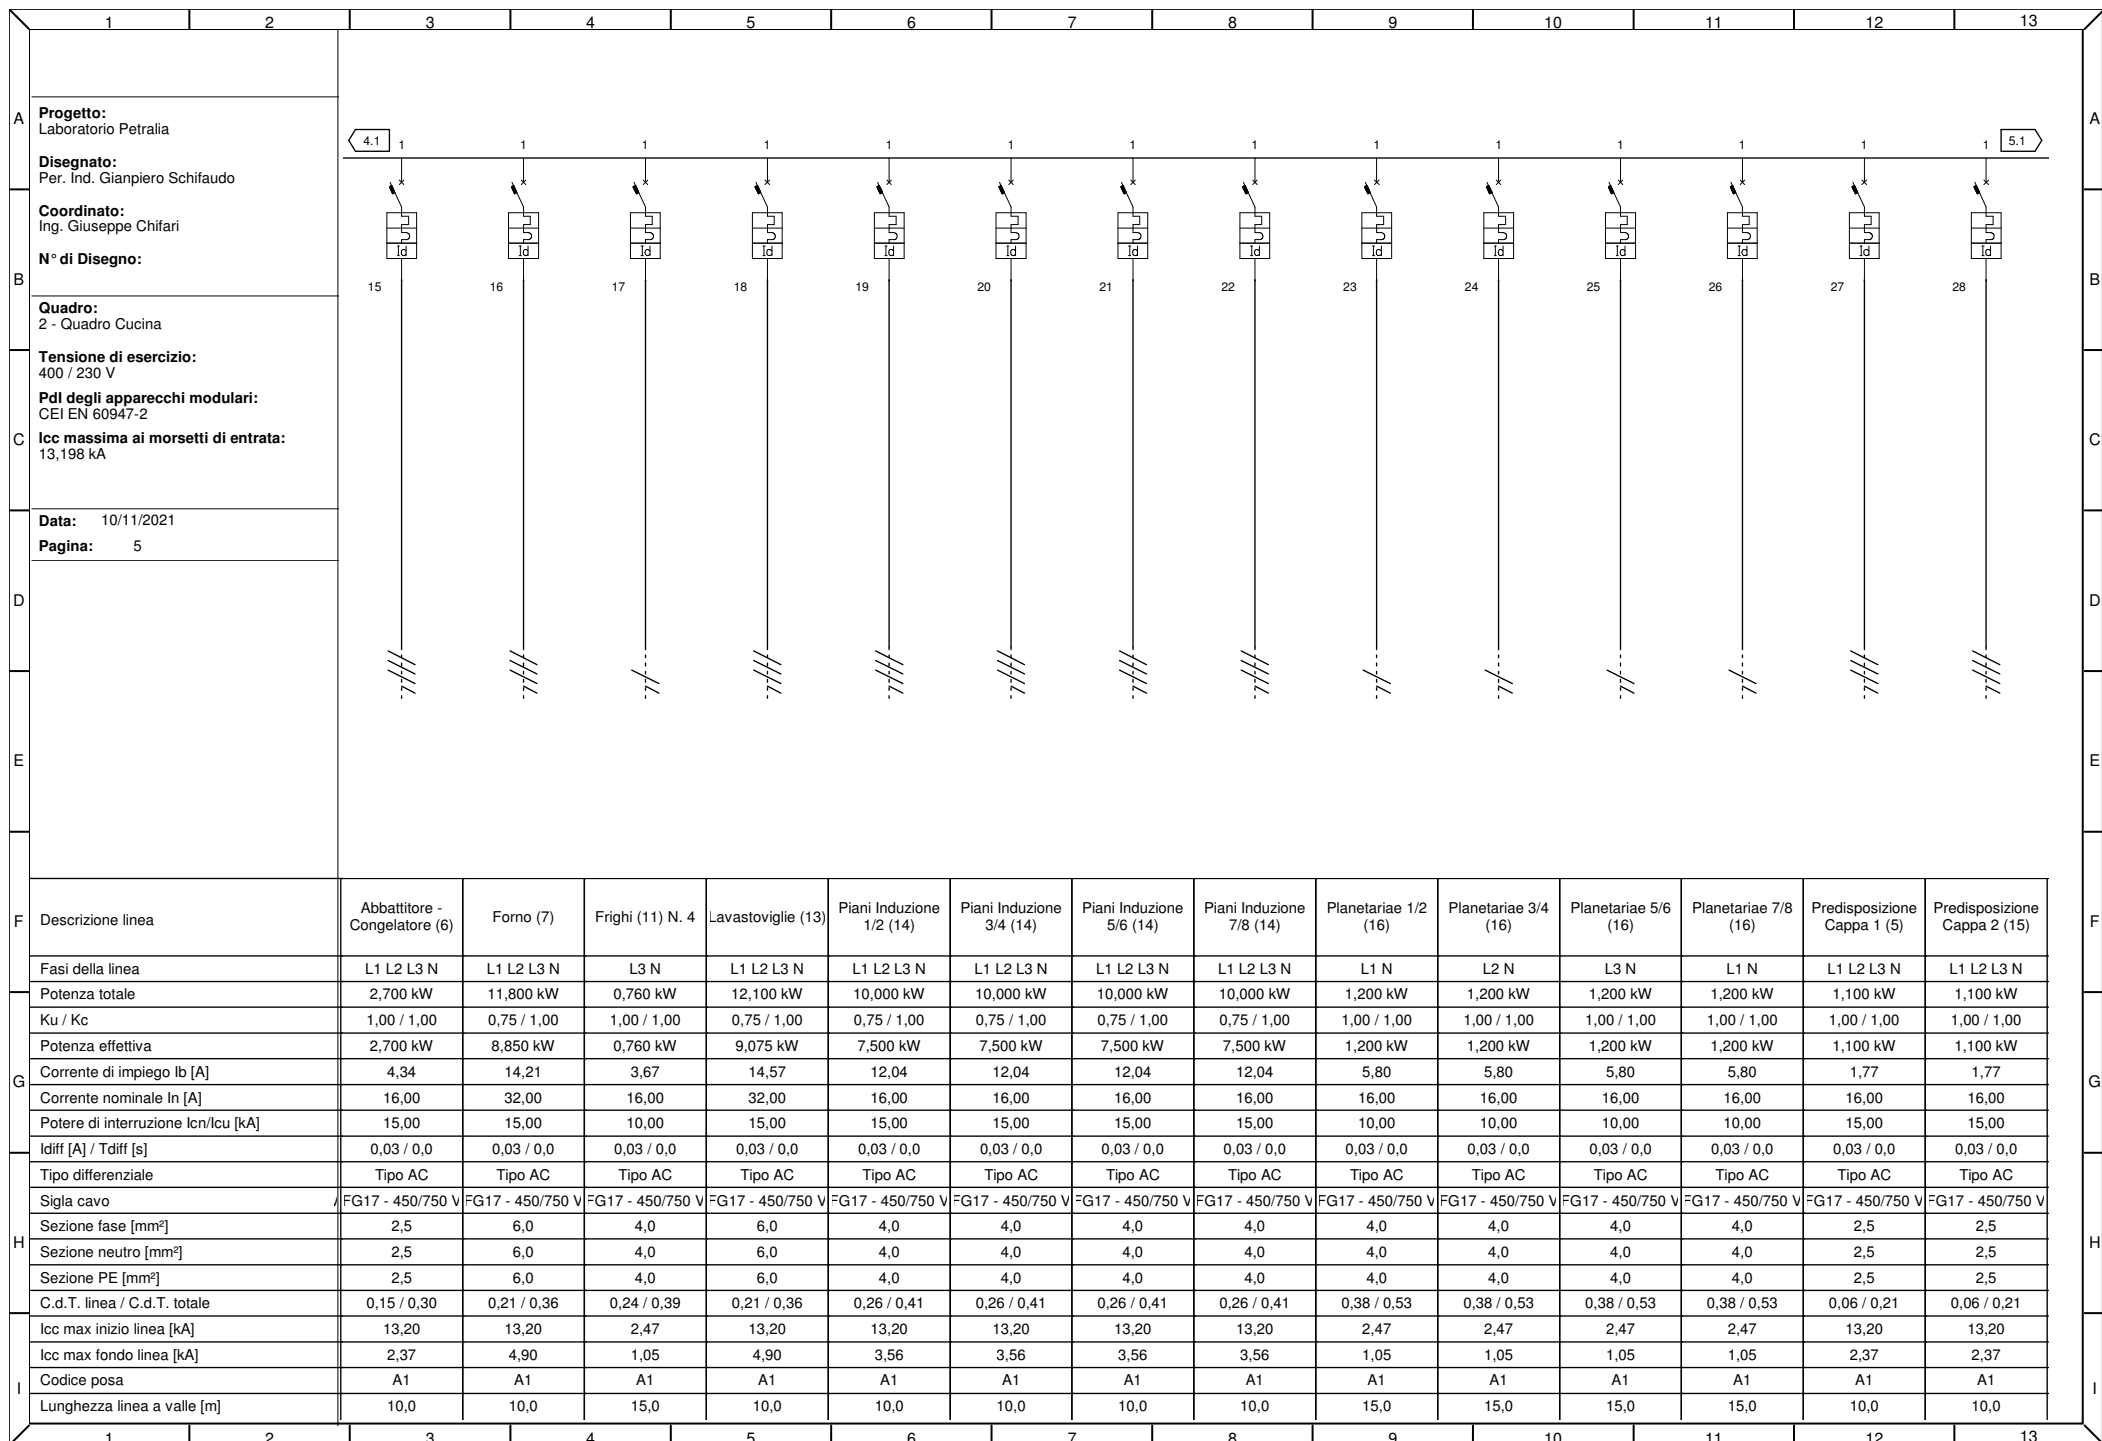 1 2 3 4 5 6 7 8 9 10 11 12 13
A A
B B
C C
D D
E E
F F
G G
H H
I I
Progetto:
Laboratorio Petralia
Disegnato:
Per. Ind. Gianpiero Schifaudo
Coordinato:
Ing. Giuseppe Chifari
N° di Disegno:
Quadro:
2 - Quadro Cucina
Tensione di esercizio:
400 / 230 V
PdI degli apparecchi modulari:
CEI EN 60947-2
Icc massima ai morsetti di entrata:
13,198 kA
Data: 10/11/2021
Pagina: 5
4.1 1 1 1 1 1 1 1 1 1 1 1 1 1 1 5.1
Id Id Id Id Id Id Id Id Id Id Id Id Id Id
15 16 17 18 19 20 21 22 23 24 25 26 27 28
Descrizione linea Abbattitore - Congelatore (6) Forno (7) Frighi (11) N. 4 Lavastoviglie (13) Piani Induzione 1/2 (14) Piani Induzione 3/4 (14) Piani Induzione 5/6 (14) Piani Induzione 7/8 (14) Planetariae 1/2 (16) Planetariae 3/4 (16) Planetariae 5/6 (16) Planetariae 7/8 (16) Predisposizione Cappa 1 (5) Predisposizione Cappa 2 (15)
Fasi della linea L1 L2 L3 N L1 L2 L3 N L3 N L1 L2 L3 N L1 L2 L3 N L1 L2 L3 N L1 L2 L3 N L1 L2 L3 N L1 N L2 N L3 N L1 N L1 L2 L3 N L1 L2 L3 N
Potenza totale 2,700 kW 11,800 kW 0,760 kW 12,100 kW 10,000 kW 10,000 kW 10,000 kW 10,000 kW 1,200 kW 1,200 kW 1,200 kW 1,200 kW 1,100 kW 1,100 kW
Ku / Kc 1,00 / 1,00 0,75 / 1,00 1,00 / 1,00 0,75 / 1,00 0,75 / 1,00 0,75 / 1,00 0,75 / 1,00 0,75 / 1,00 1,00 / 1,00 1,00 / 1,00 1,00 / 1,00 1,00 / 1,00 1,00 / 1,00 1,00 / 1,00
Potenza effettiva 2,700 kW 8,850 kW 0,760 kW 9,075 kW 7,500 kW 7,500 kW 7,500 kW 7,500 kW 1,200 kW 1,200 kW 1,200 kW 1,200 kW 1,100 kW 1,100 kW
Corrente di impiego Ib [A] 4,34 14,21 3,67 14,57 12,04 12,04 12,04 12,04 5,80 5,80 5,80 5,80 1,77 1,77
Corrente nominale In [A] 16,00 32,00 16,00 32,00 16,00 16,00 16,00 16,00 16,00 16,00 16,00 16,00 16,00 16,00
Potere di interruzione Icn/Icu [kA] 15,00 15,00 10,00 15,00 15,00 15,00 15,00 15,00 10,00 10,00 10,00 10,00 15,00 15,00
Idiff [A] / Tdiff [s] 0,03 / 0,0 0,03 / 0,0 0,03 / 0,0 0,03 / 0,0 0,03 / 0,0 0,03 / 0,0 0,03 / 0,0 0,03 / 0,0 0,03 / 0,0 0,03 / 0,0 0,03 / 0,0 0,03 / 0,0 0,03 / 0,0 0,03 / 0,0
Tipo differenziale Tipo AC Tipo AC Tipo AC Tipo AC Tipo AC Tipo AC Tipo AC Tipo AC Tipo AC Tipo AC Tipo AC Tipo AC Tipo AC Tipo AC
Sigla cavo FG17 - 450/750 V FG17 - 450/750 V FG17 - 450/750 V FG17 - 450/750 V FG17 - 450/750 V FG17 - 450/750 V FG17 - 450/750 V FG17 - 450/750 V FG17 - 450/750 V FG17 - 450/750 V FG17 - 450/750 V FG17 - 450/750 V FG17 - 450/750 V FG17 - 450/750 V
Sezione fase [mm²] 2,5 6,0 4,0 6,0 4,0 4,0 4,0 4,0 4,0 4,0 4,0 4,0 2,5 2,5
Sezione neutro [mm²] 2,5 6,0 4,0 6,0 4,0 4,0 4,0 4,0 4,0 4,0 4,0 4,0 2,5 2,5
Sezione PE [mm²] 2,5 6,0 4,0 6,0 4,0 4,0 4,0 4,0 4,0 4,0 4,0 4,0 2,5 2,5
C.d.T. linea / C.d.T. totale 0,15 / 0,30 0,21 / 0,36 0,24 / 0,39 0,21 / 0,36 0,26 / 0,41 0,26 / 0,41 0,26 / 0,41 0,26 / 0,41 0,38 / 0,53 0,38 / 0,53 0,38 / 0,53 0,38 / 0,53 0,06 / 0,21 0,06 / 0,21
Icc max inizio linea [kA] 13,20 13,20 2,47 13,20 13,20 13,20 13,20 13,20 2,47 2,47 2,47 2,47 13,20 13,20
Icc max fondo linea [kA] 2,37 4,90 1,05 4,90 3,56 3,56 3,56 3,56 1,05 1,05 1,05 1,05 2,37 2,37
Codice posa A1 A1 A1 A1 A1 A1 A1 A1 A1 A1 A1 A1 A1 A1
Lunghezza linea a valle [m] 10,0 10,0 15,0 10,0 10,0 10,0 10,0 10,0 15,0 15,0 15,0 15,0 10,0 10,0
1 2 3 4 5 6 7 8 9 10 11 12 13